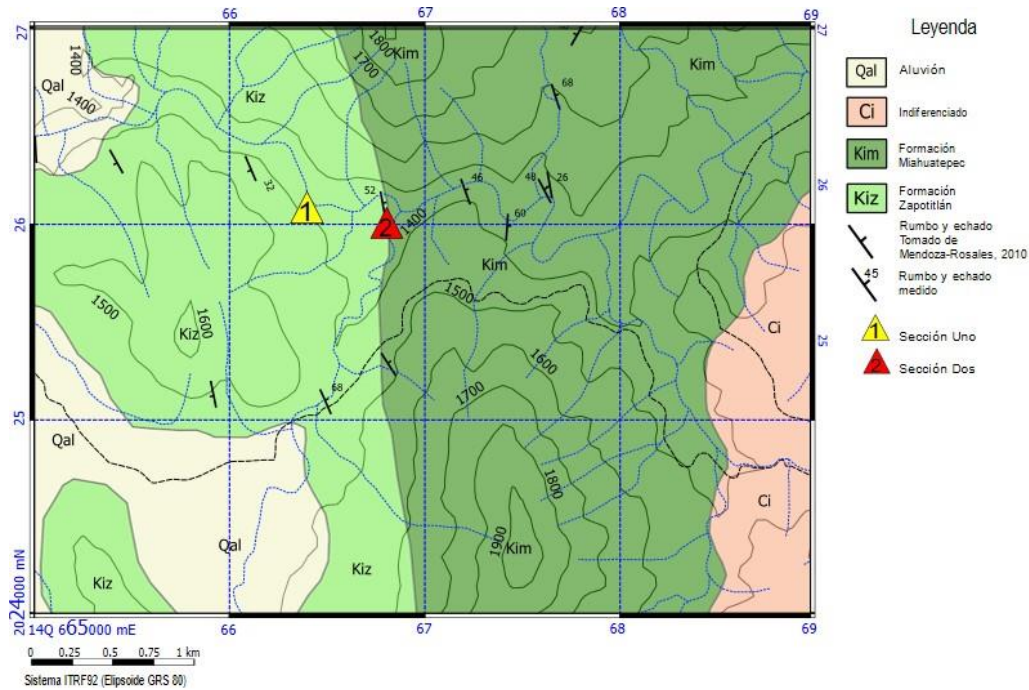 66
67
68
69
27
27
26
26
25
25
2024000 mN
14Q 665000 mE
66
67
68
69
1400
Qal
1400
Kiz
1800
Kim
1700
Kim
68
32
1
52
2
1400
46
48
26
60
Kim
1500
1600
Kiz
1500
1600
1700
Ci
68
Qal
1800
1900
Kim
Ci
Qal
Kiz
Kiz
0 0.25 0.5 0.75 1 km
Sistema ITRF92 (Elipsoide GRS 80)
Leyenda
Qal Aluvión
Ci Indiferenciado
Kim Formación
Miahuatepec
Kiz Formación
Zapotitlán
Rumbo y echado
Tomado de
Mendoza-Rosales, 2010
45 Rumbo y echado
medido
1 Sección Uno
2 Sección Dos